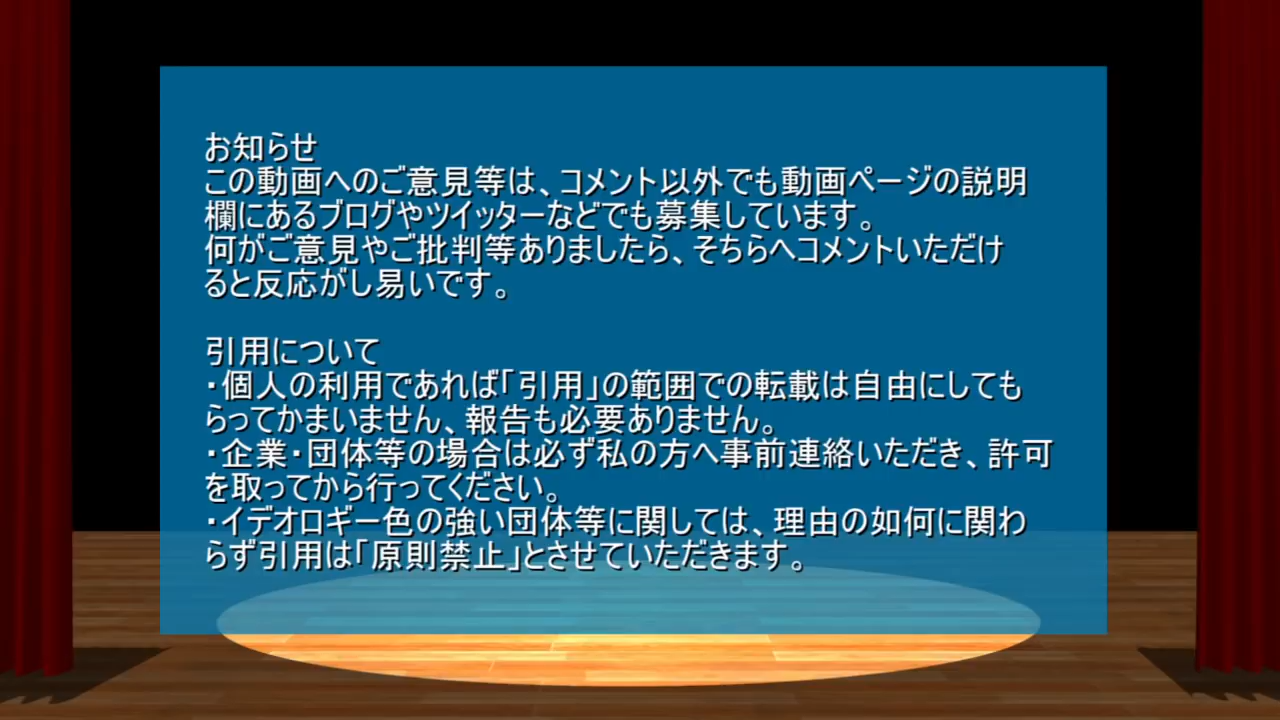 お知らせ
この動画へのご意見等は、コメント以外でも動画ページの説明
欄にあるブログやツイッターなどでも募集しています。
何がご意見やご批判等ありましたら、そちらへコメントいただけ
ると反応がし易いです。
引用について
・個人の利用であれば「引用」の範囲での転載は自由にしても
らってかまいません、報告も必要ありません。
・企業・団体等の場合は必ず私の方へ事前連絡いただき、許可
を取ってから行ってください。
・イデオロギー色の強い団体等に関しては、理由の如何に関わ
らず引用は「原則禁止」とさせていただきます。